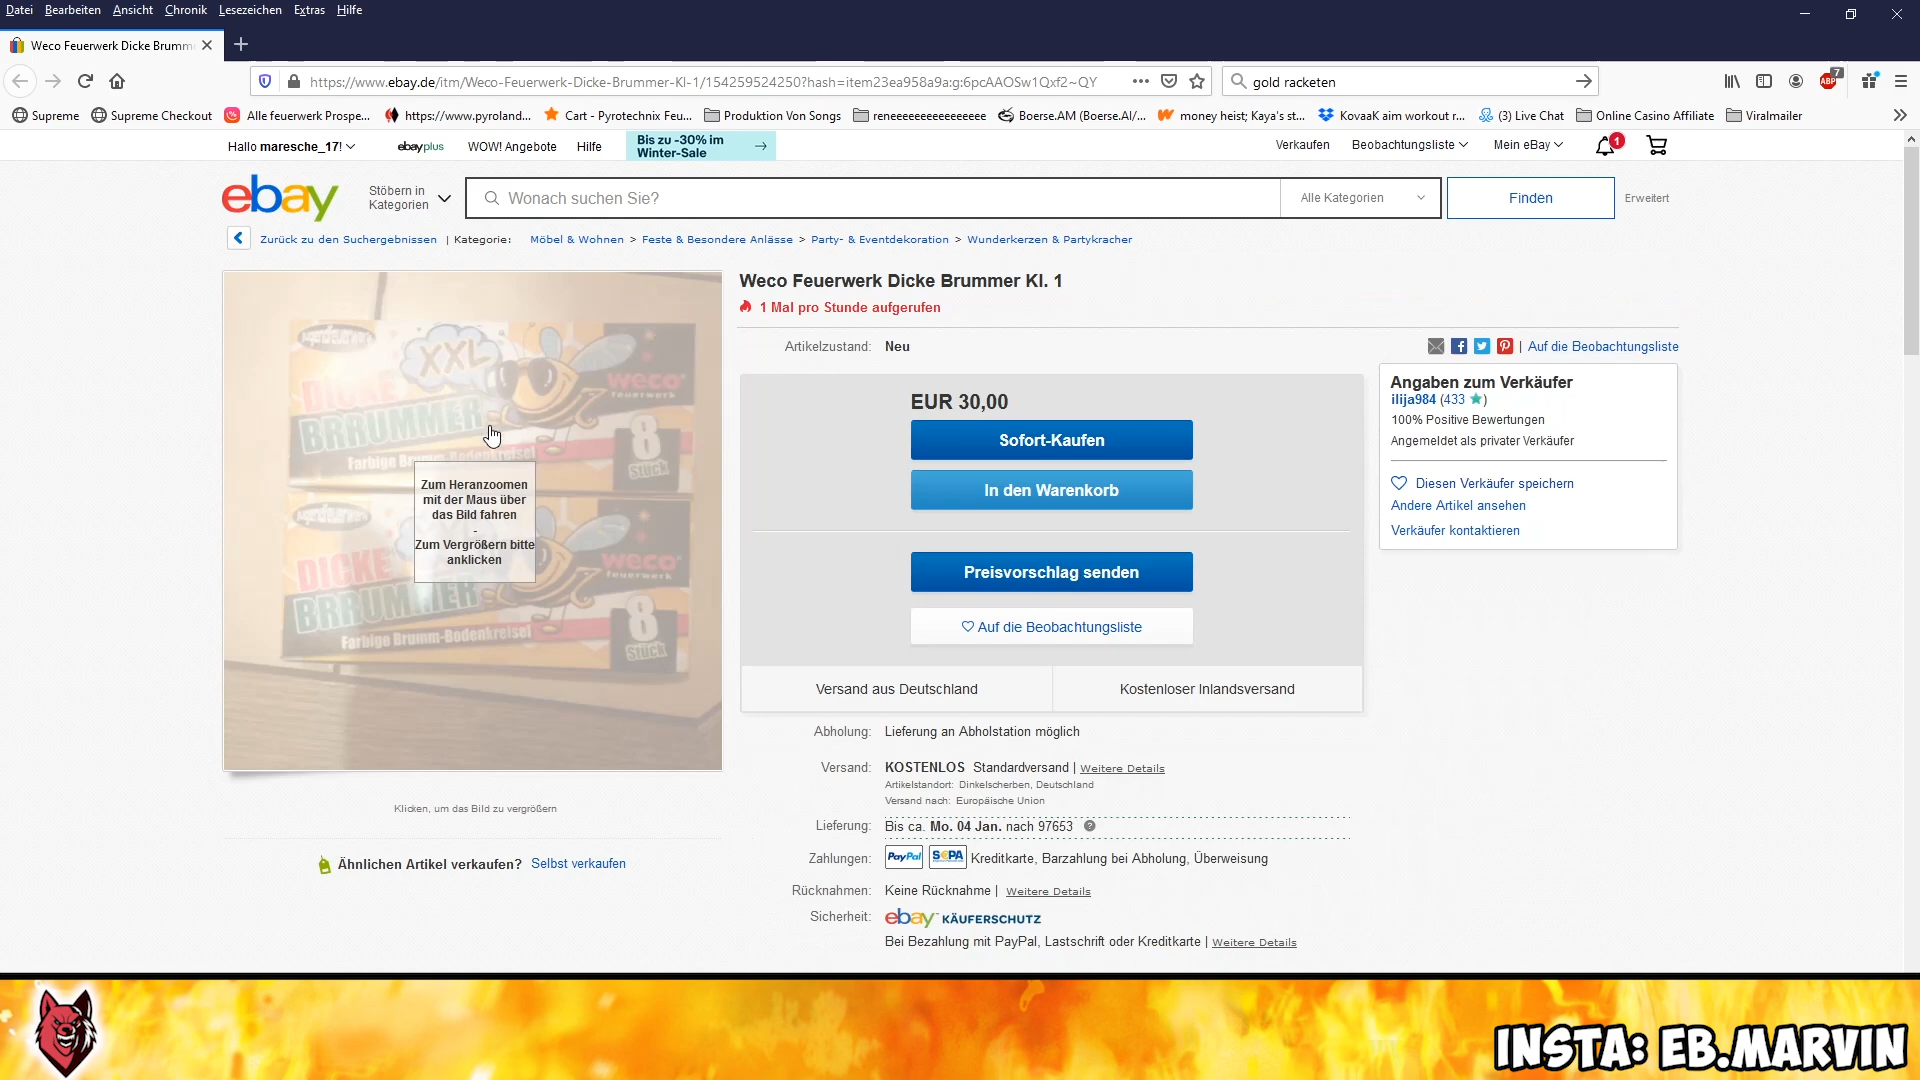 Datei Bearbeiten Ansicht Chronik Lesezeichen Extras Hilfe
Weco Feuerwerk Dicke Brumm
https://www.ebay.de/itm/Weco-Feuerwerk-Dicke-Brummer-Kl-1/154259524250?hash=item23ea958a9a:g:6pcAAOSw1Qxf2~QY
gold racketen
7
Supreme Supreme Checkout Alle feuerwerk Prospe... https://www.pyroland... Cart - Pyrotechnix Feu... Produktion Von Songs reneeeeeeeeeeeeeeee Boerse.AM (Boerse.AI/... money heist; Kaya's st... KovaaK aim workout r... (3) Live Chat Online Casino Affiliate Viralmailer
Hallo maresche_17! ebayplus WOW! Angebote Hilfe
Bis zu -30% im
Winter-Sale
Verkaufen Beobachtungsliste Mein eBay 1
ebay
Stöbern in
Kategorien
Wonach suchen Sie?
Alle Kategorien
Finden
Erweitert
Zurück zu den Suchergebnissen | Kategorie: Möbel & Wohnen > Feste & Besondere Anlässe > Party- & Eventdekoration > Wunderkerzen & Partykracher
XXL
DICKE
BRRUMMER
weco
feuerwerk
8
Stück
Zum Heranzoomen
mit der Maus über
das Bild fahren
-
Zum Vergrößern bitte
anklicken
DICKE
BRRUMMER
weco
feuerwerk
Farbige Brumm-Bodenkreisel
8
Stück
Klicken, um das Bild zu vergrößern
Ähnlichen Artikel verkaufen? Selbst verkaufen
Weco Feuerwerk Dicke Brummer Kl. 1
1 Mal pro Stunde aufgerufen
Artikelzustand: Neu
EUR 30,00
Sofort-Kaufen
In den Warenkorb
Preisvorschlag senden
Auf die Beobachtungsliste
Versand aus Deutschland
Kostenloser Inlandsversand
Abholung: Lieferung an Abholstation möglich
Versand: KOSTENLOS Standardversand | Weitere Details
Artikelstandort: Dinkelscherben, Deutschland
Versand nach: Europäische Union
Lieferung: Bis ca. Mo. 04 Jan. nach 97653
Zahlungen: PayPal SEPA Kreditkarte, Barzahlung bei Abholung, Überweisung
Rücknahmen: Keine Rücknahme | Weitere Details
Sicherheit: ebay KÄUFERSCHUTZ
Bei Bezahlung mit PayPal, Lastschrift oder Kreditkarte | Weitere Details
| Auf die Beobachtungsliste
Angaben zum Verkäufer
ilija984 (433)
100% Positive Bewertungen
Angemeldet als privater Verkäufer
Diesen Verkäufer speichern
Andere Artikel ansehen
Verkäufer kontaktieren
INSTA: EB.MARVIN